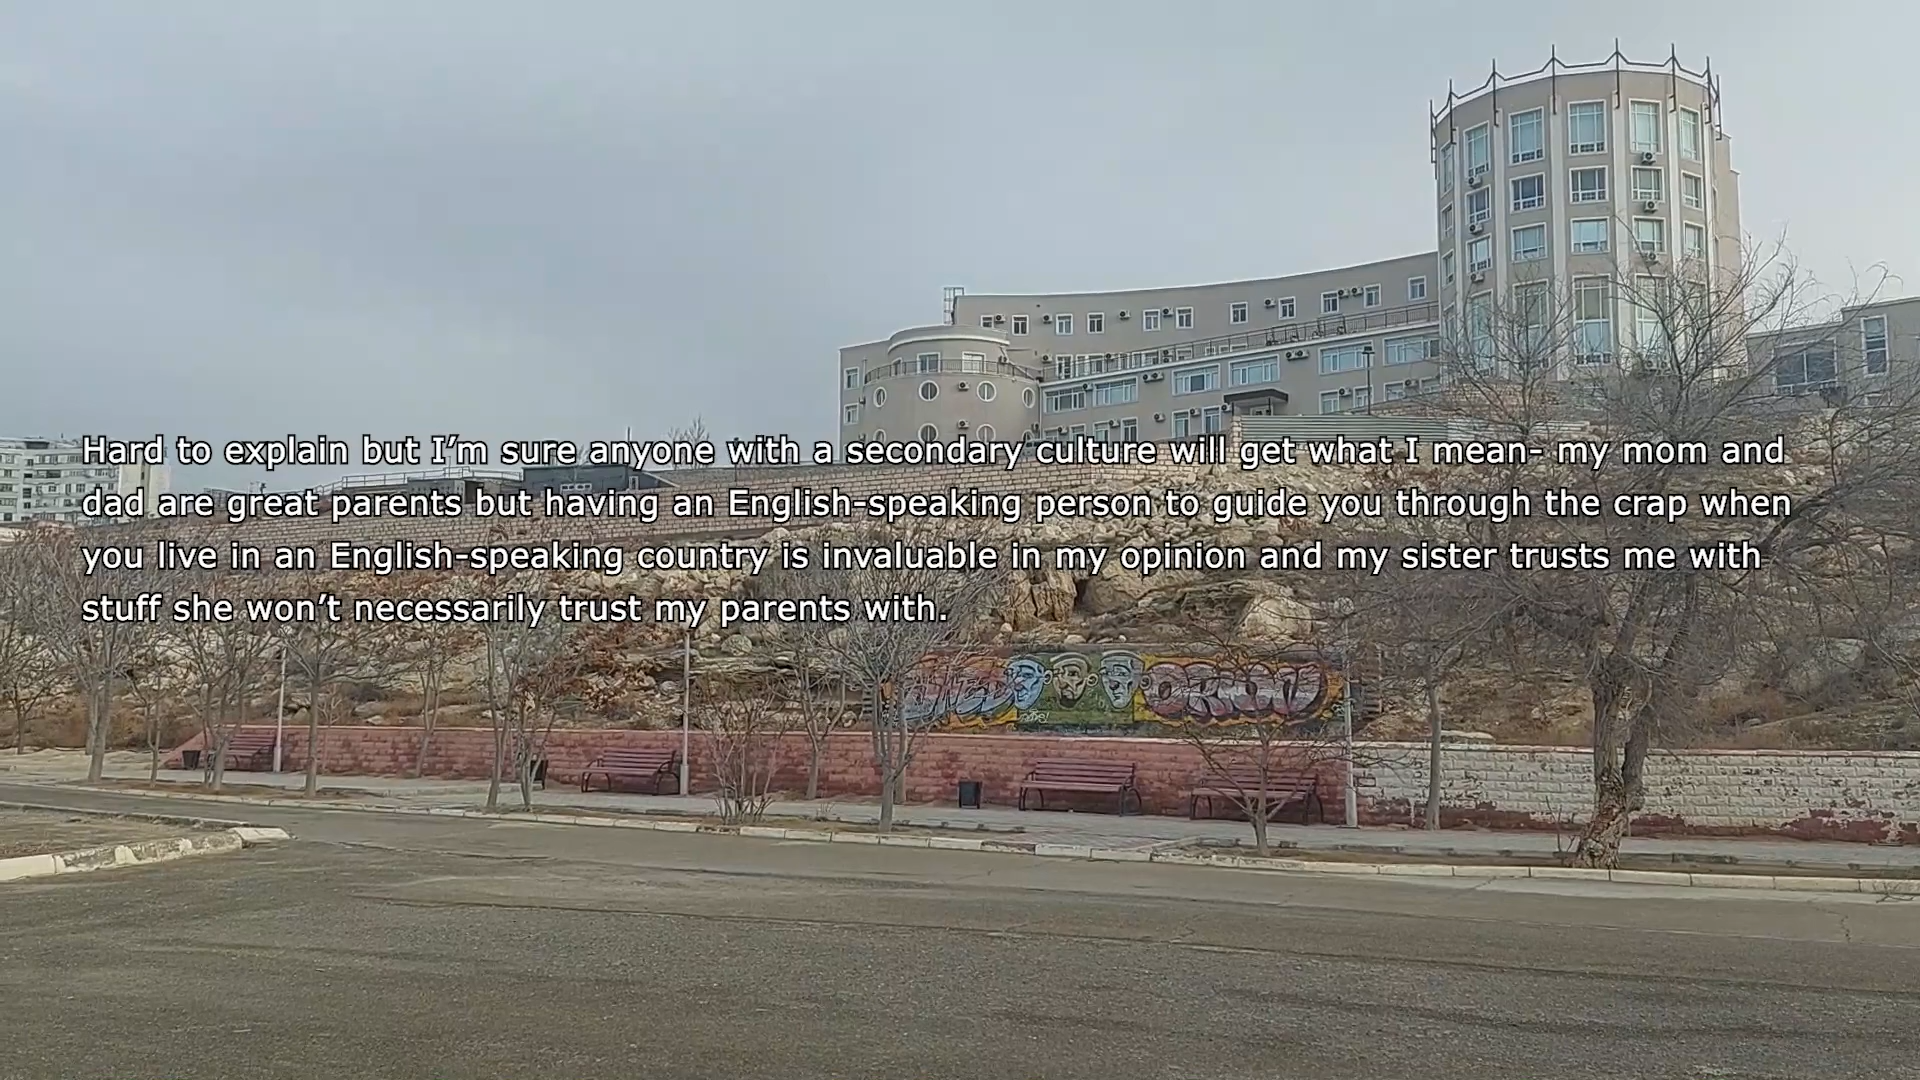 Hard to explain but I’m sure anyone with a secondary culture will get what I mean- my mom and
dad are great parents but having an English-speaking person to guide you through the crap when
you live in an English-speaking country is invaluable in my opinion and my sister trusts me with
stuff she won’t necessarily trust my parents with.